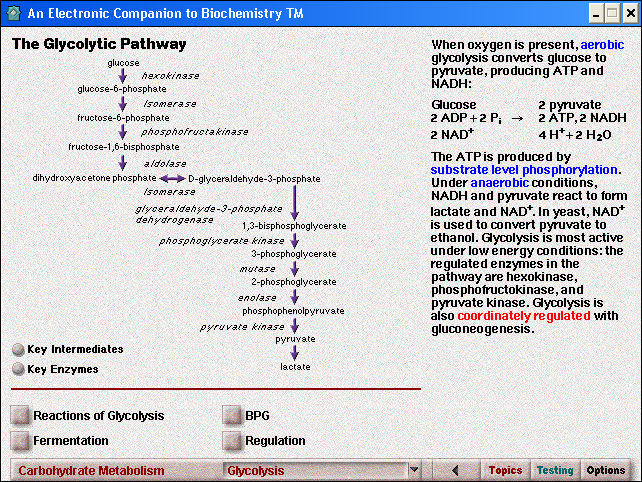 An Electronic Companion to Biochemistry TM
The Glycolytic Pathway
glucose
hexokinase
glucose-6-phosphate
Isomerase
fructose-6-phosphate
phosphofructakinase
fructose-1,6-bisphosphate
aldolase
dihydroxyacetone phosphate
D-glyceraldehyde-3-phosphate
Isomerase
glyceraldehyde-3-phosphate
dehydrogenase
1,3-bisphosphoglycerate
phosphoglycerate kinase
3-phosphoglycerate
mutase
2-phosphoglycerate
enolase
phosphophenolpyruvate
pyruvate kinase
pyruvate
lactate
Key Intermediates
Key Enzymes
When oxygen is present, aerobic
glycolysis converts glucose to
pyruvate, producing ATP and
NADH:
Glucose 2 pyruvate
2 ADP + 2 Pi → 2 ATP, 2 NADH
2 NAD+ 4 H+ + 2 H2O
The ATP is produced by
substrate level phosphorylation.
Under anaerobic conditions,
NADH and pyruvate react to form
lactate and NAD+. In yeast, NAD+
is used to convert pyruvate to
ethanol. Glycolysis is most active
under low energy conditions: the
regulated enzymes in the
pathway are hexokinase,
phosphofructokinase, and
pyruvate kinase. Glycolysis is
also coordinately regulated with
gluconeogenesis.
Reactions of Glycolysis
BPG
Fermentation
Regulation
Carbohydrate Metabolism
Glycolysis
Topics
Testing
Options